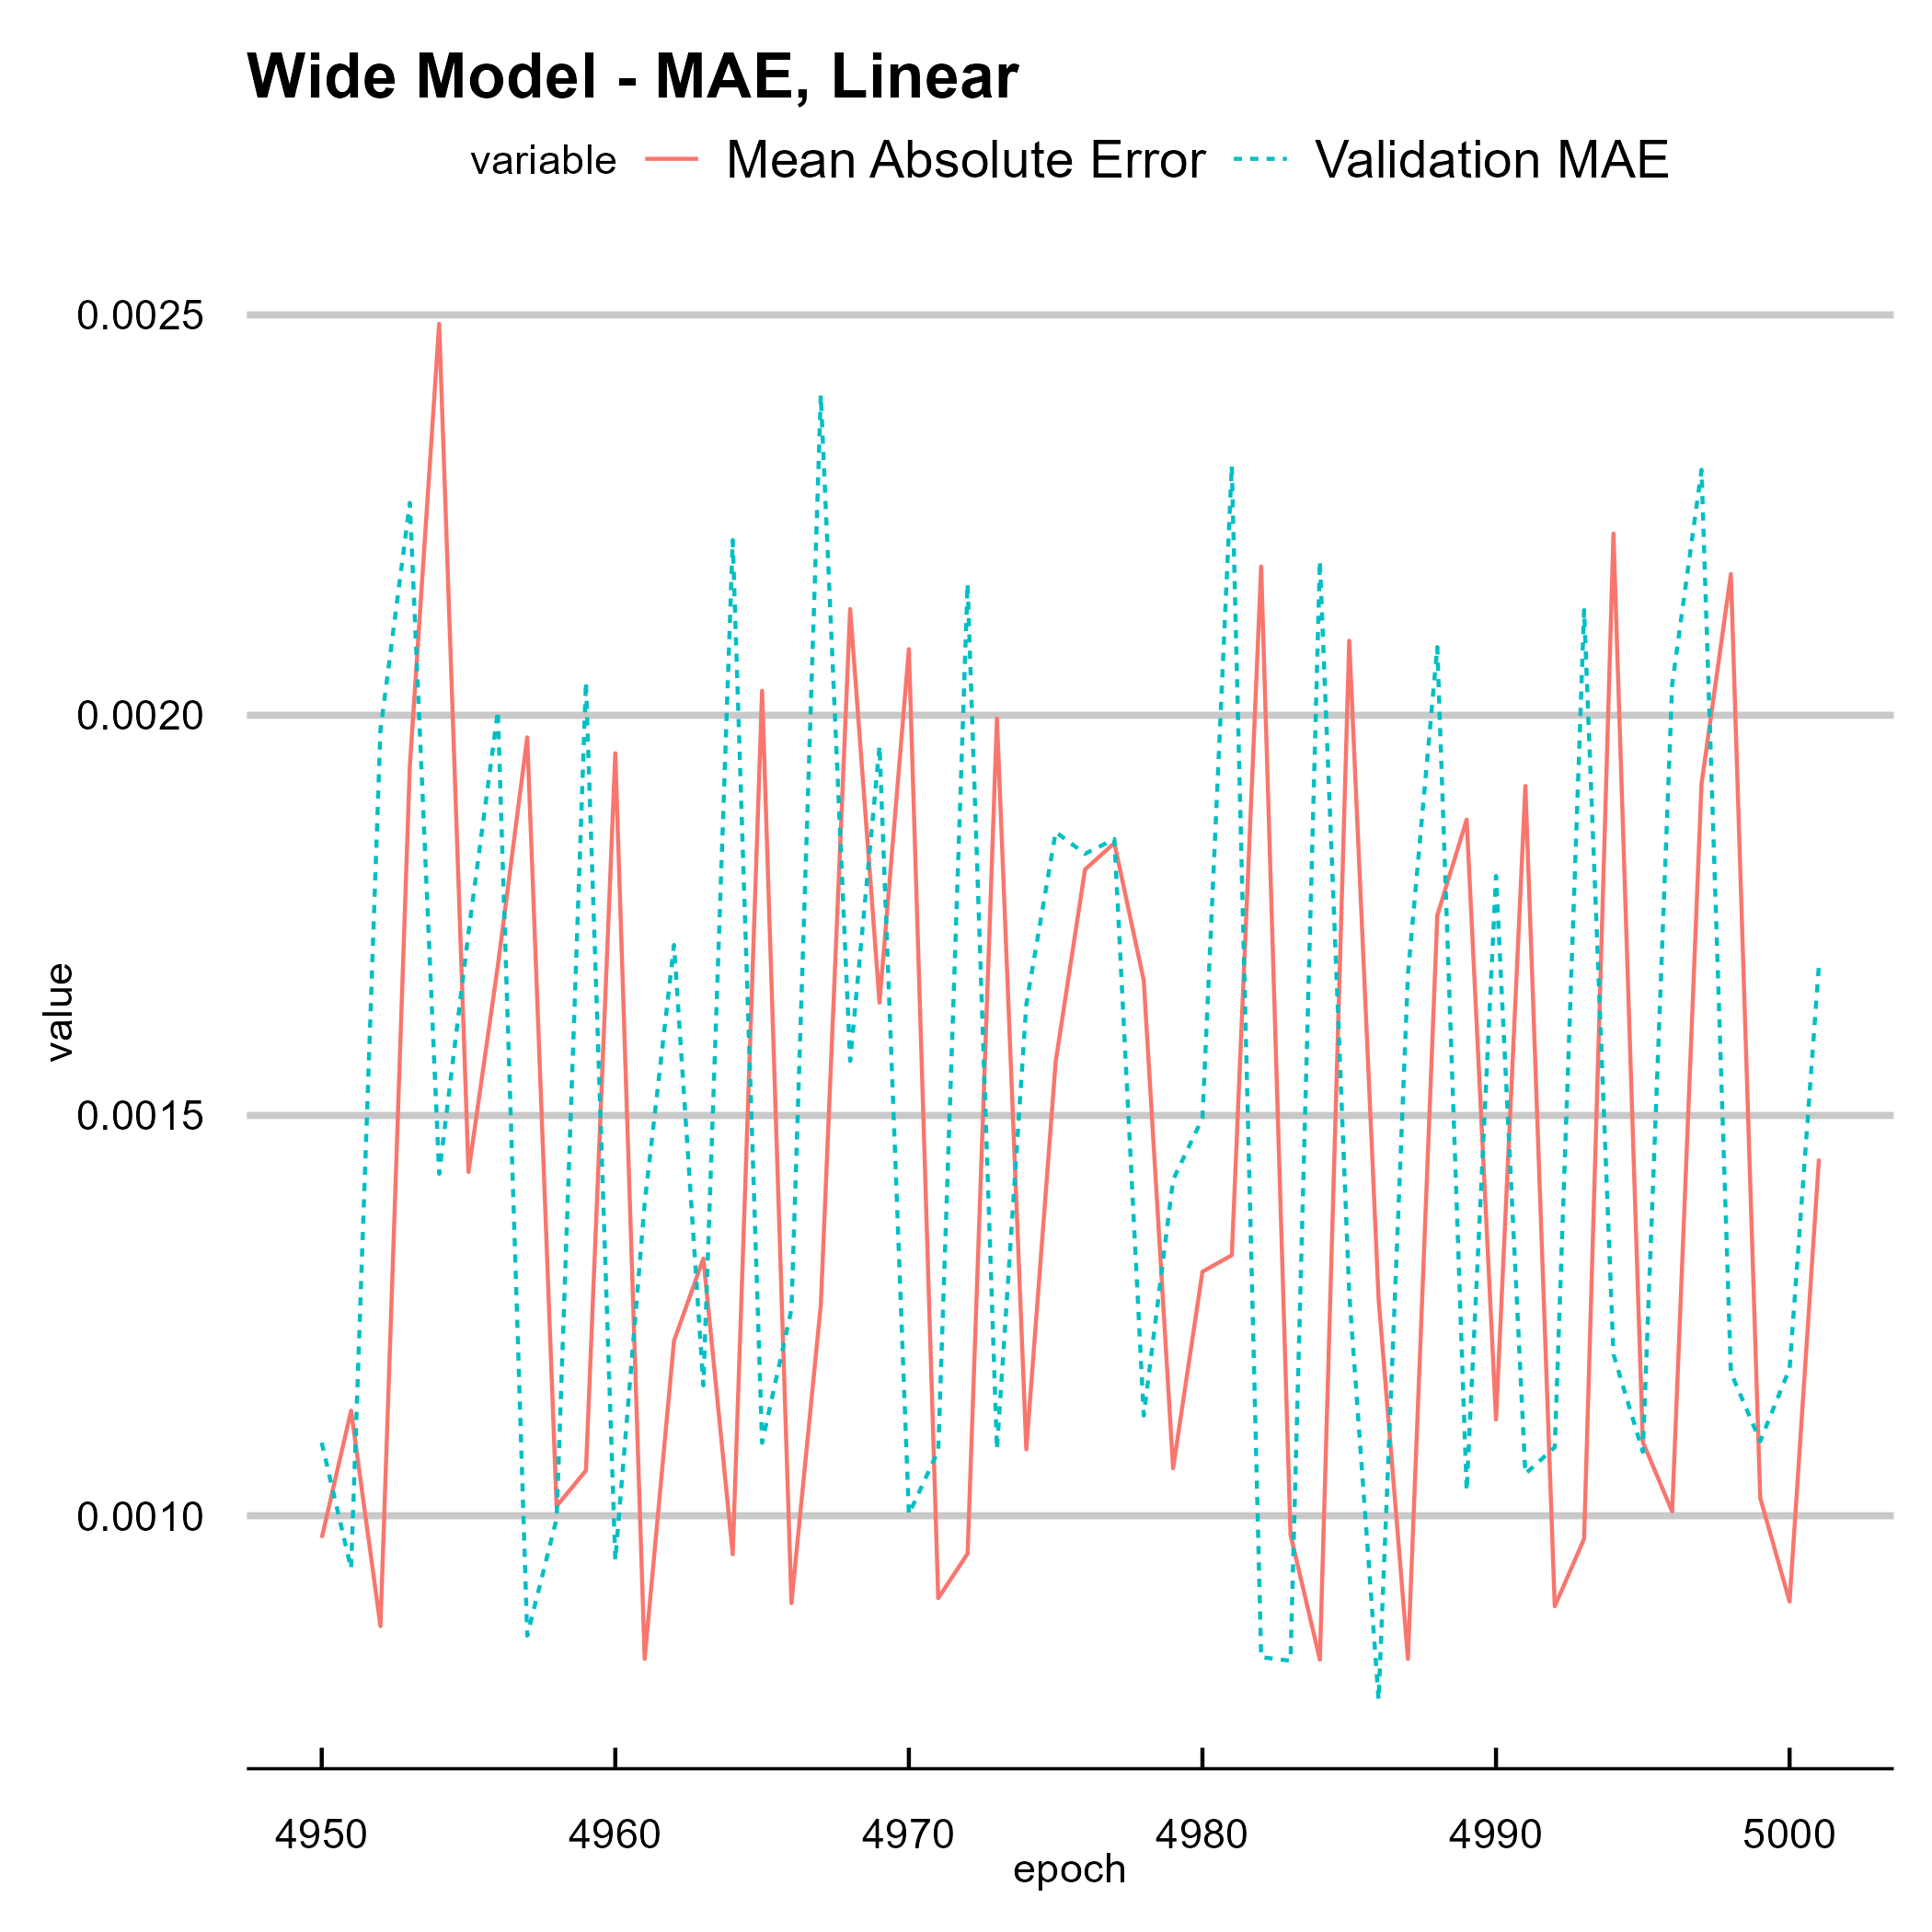 Wide Model - MAE, Linear
variable Mean Absolute Error Validation MAE
0.0025
0.0020
0.0015
0.0010
value
4950 4960 4970 4980 4990 5000
epoch